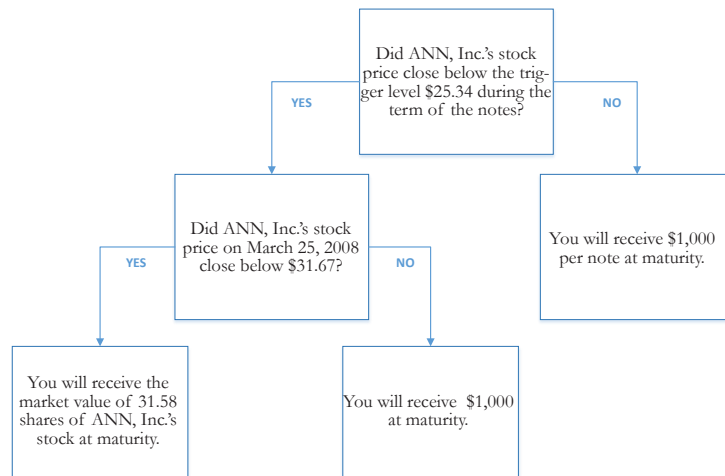 Did ANN, Inc.'s stock
price close below the trig-
ger level $25.34 during the
term of the notes?
YES
NO
Did ANN, Inc.'s stock
price on March 25, 2008
close below $31.67?
You will receive $1,000
per note at maturity.
YES
NO
You will receive the
market value of 31.58
shares of ANN, Inc.'s
stock at maturity.
You will receive $1,000
at maturity.